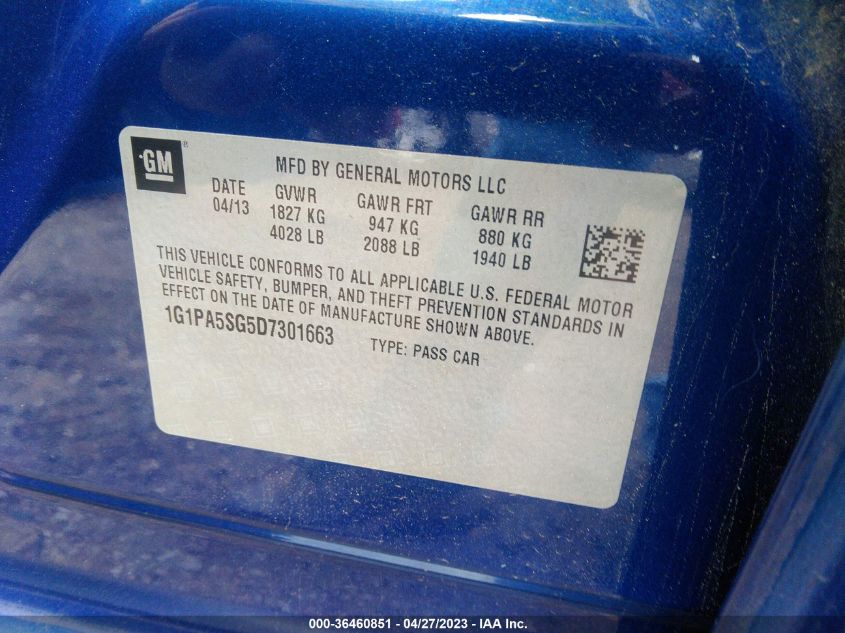 GM®
MFD BY GENERAL MOTORS LLC
DATE GVWR GAWR FRT GAWR RR
04/13 1827 KG 947 KG 880 KG
4028 LB 2088 LB 1940 LB
THIS VEHICLE CONFORMS TO ALL APPLICABLE U.S. FEDERAL MOTOR
VEHICLE SAFETY, BUMPER, AND THEFT PREVENTION STANDARDS IN
EFFECT ON THE DATE OF MANUFACTURE SHOWN ABOVE.
1G1PA5SG5D7301663 TYPE: PASS CAR
000-36460851 - 04/27/2023 - IAA Inc.